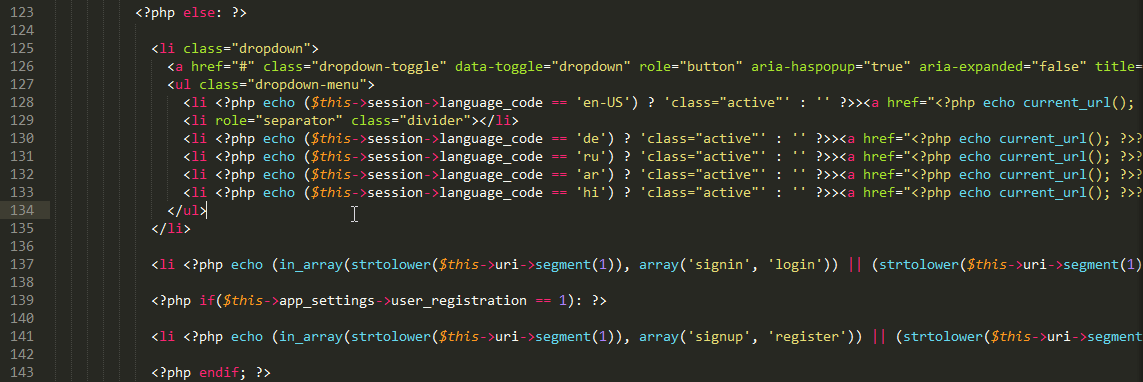 123 <?php else: ?>
124
125 <li class="dropdown">
126 <a href="#" class="dropdown-toggle" data-toggle="dropdown" role="button" aria-haspopup="true" aria-expanded="false" title=
127 <ul class="dropdown-menu">
128 <li <?php echo ($this->session->language_code == 'en-US') ? 'class="active"' : '' ?>><a href="<?php echo current_url();
129 <li role="separator" class="divider"></li>
130 <li <?php echo ($this->session->language_code == 'de') ? 'class="active"' : '' ?>><a href="<?php echo current_url(); ?>?
131 <li <?php echo ($this->session->language_code == 'ru') ? 'class="active"' : '' ?>><a href="<?php echo current_url(); ?>?
132 <li <?php echo ($this->session->language_code == 'ar') ? 'class="active"' : '' ?>><a href="<?php echo current_url(); ?>?
133 <li <?php echo ($this->session->language_code == 'hi') ? 'class="active"' : '' ?>><a href="<?php echo current_url(); ?>?
134 </ul>
135 </li>
136
137 <li <?php echo (in_array(strtolower($this->uri->segment(1)), array('signin', 'login')) || (strtolower($this->uri->segment(1)
138
139 <?php if($this->app_settings->user_registration == 1): ?>
140
141 <li <?php echo (in_array(strtolower($this->uri->segment(1)), array('signup', 'register')) || (strtolower($this->uri->segment
142
143 <?php endif; ?>